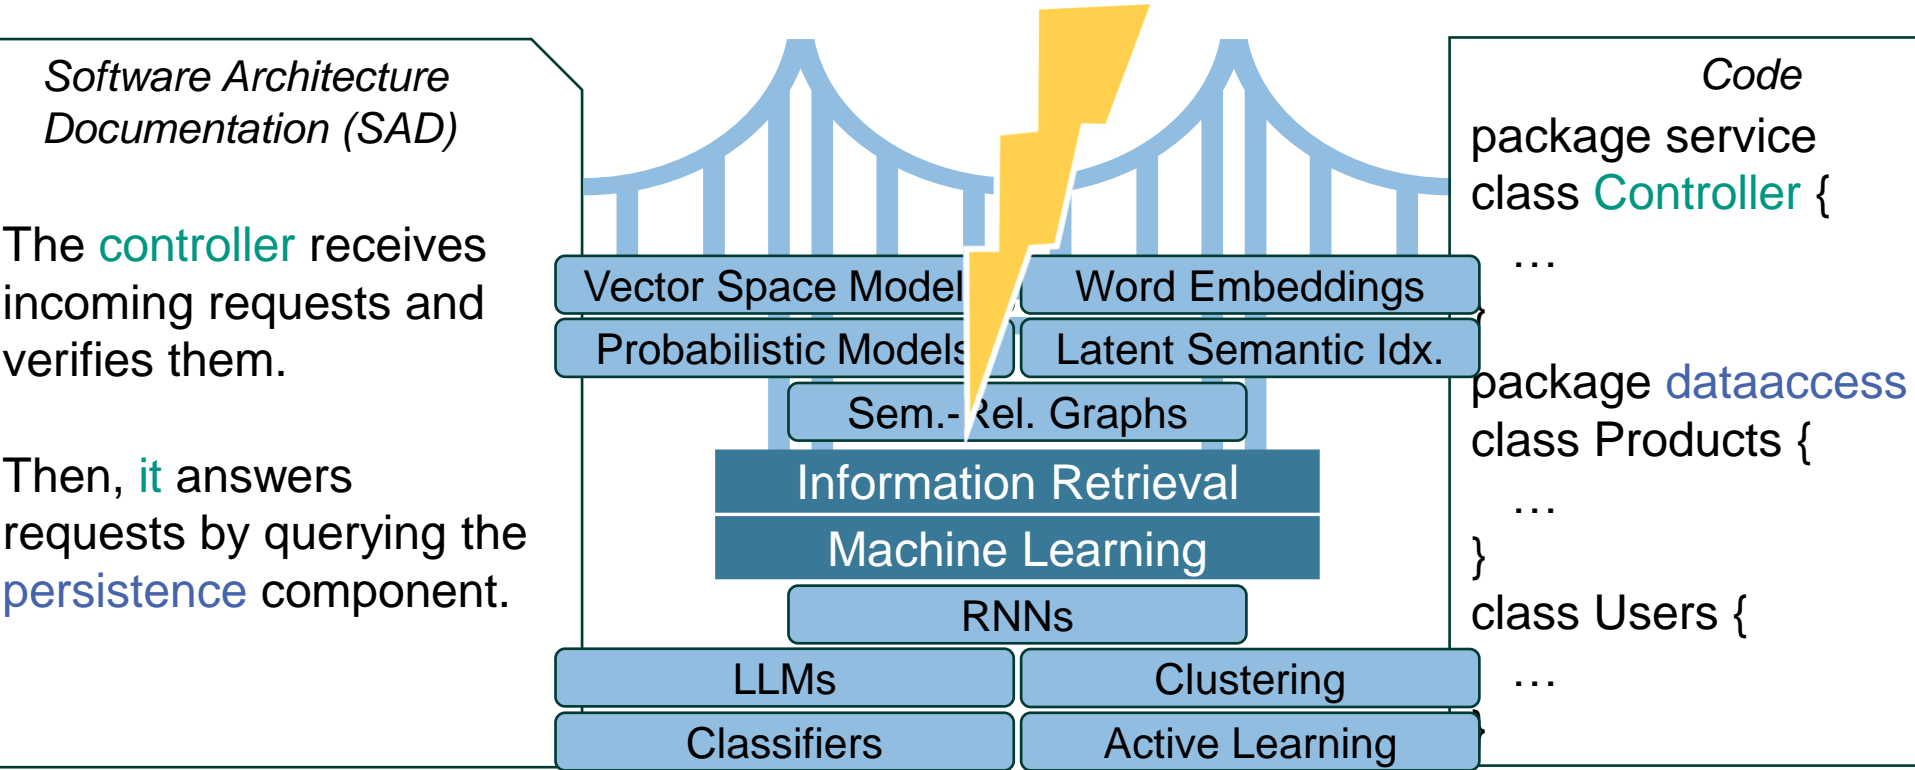 Software Architecture
Documentation (SAD)
The controller receives
incoming requests and
verifies them.
Then, it answers
requests by querying the
persistence component.
Vector Space Model
Word Embeddings
Probabilistic Models
Latent Semantic Idx.
Sem.-Rel. Graphs
Information Retrieval
Machine Learning
RNNs
LLMs
Clustering
Classifiers
Active Learning
Code
package service
class Controller {
…
}
package dataaccess
class Products {
…
}
class Users {
…
}